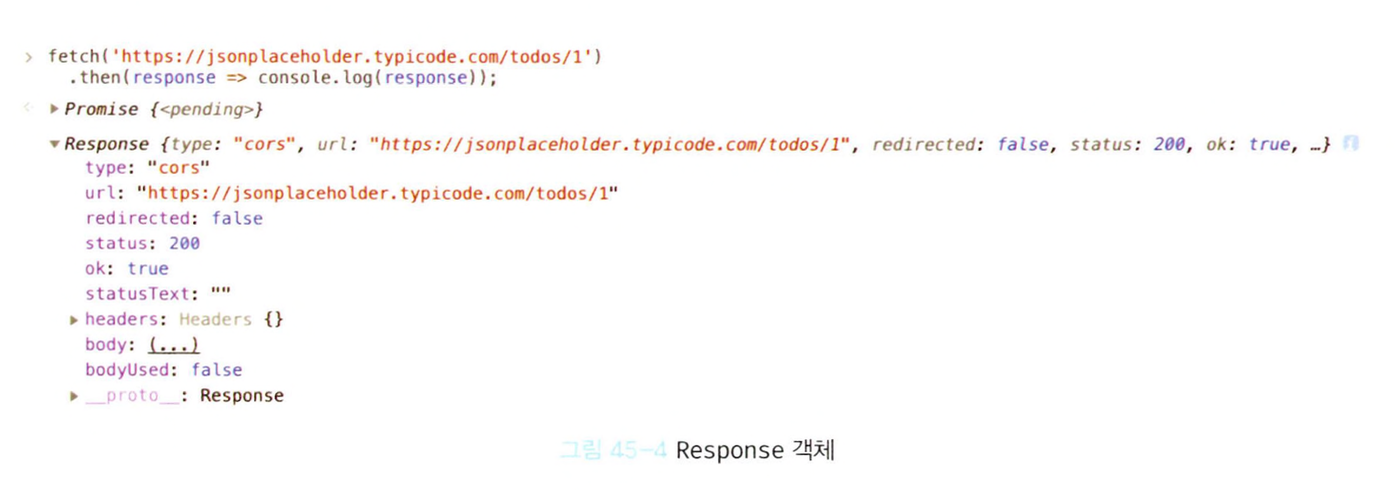 > fetch('https://jsonplaceholder.typicode.com/todos/1')
.then(response => console.log(response));
< ▶ Promise {<pending>}
▼ Response {type: "cors", url: "https://jsonplaceholder.typicode.com/todos/1", redirected: false, status: 200, ok: true, …} i
type: "cors"
url: "https://jsonplaceholder.typicode.com/todos/1"
redirected: false
status: 200
ok: true
statusText: ""
▶ headers: Headers {}
body: (...)
bodyUsed: false
▶ __proto__: Response
그림 45-4 Response 객체